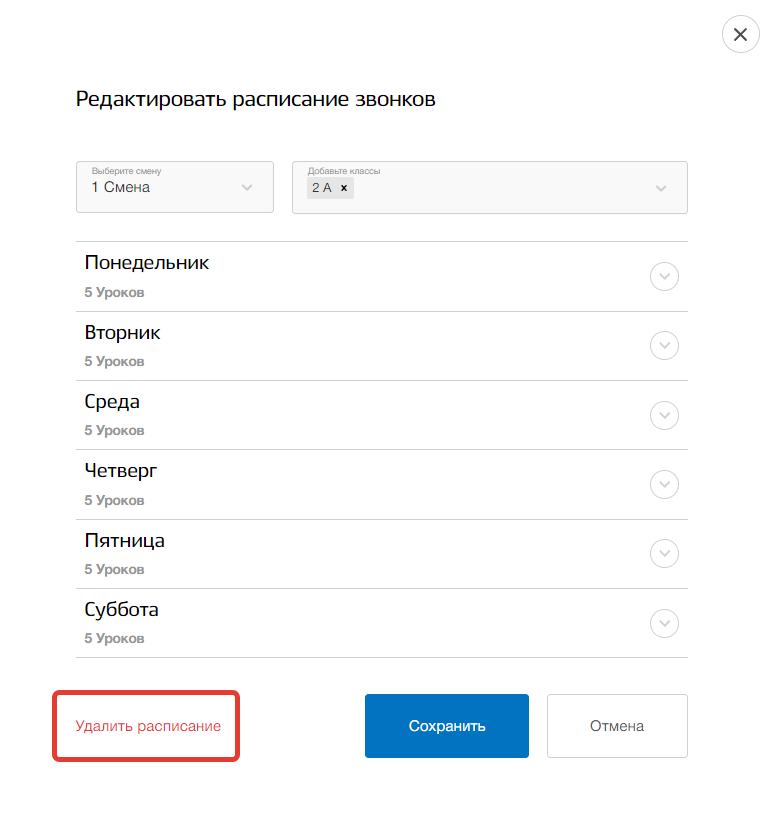 Редактировать расписание звонков
Выберите смену
1 Смена
Добавьте классы
2 А x
Понедельник
5 Уроков
Вторник
5 Уроков
Среда
5 Уроков
Четверг
5 Уроков
Пятница
5 Уроков
Суббота
5 Уроков
Удалить расписание
Сохранить
Отмена